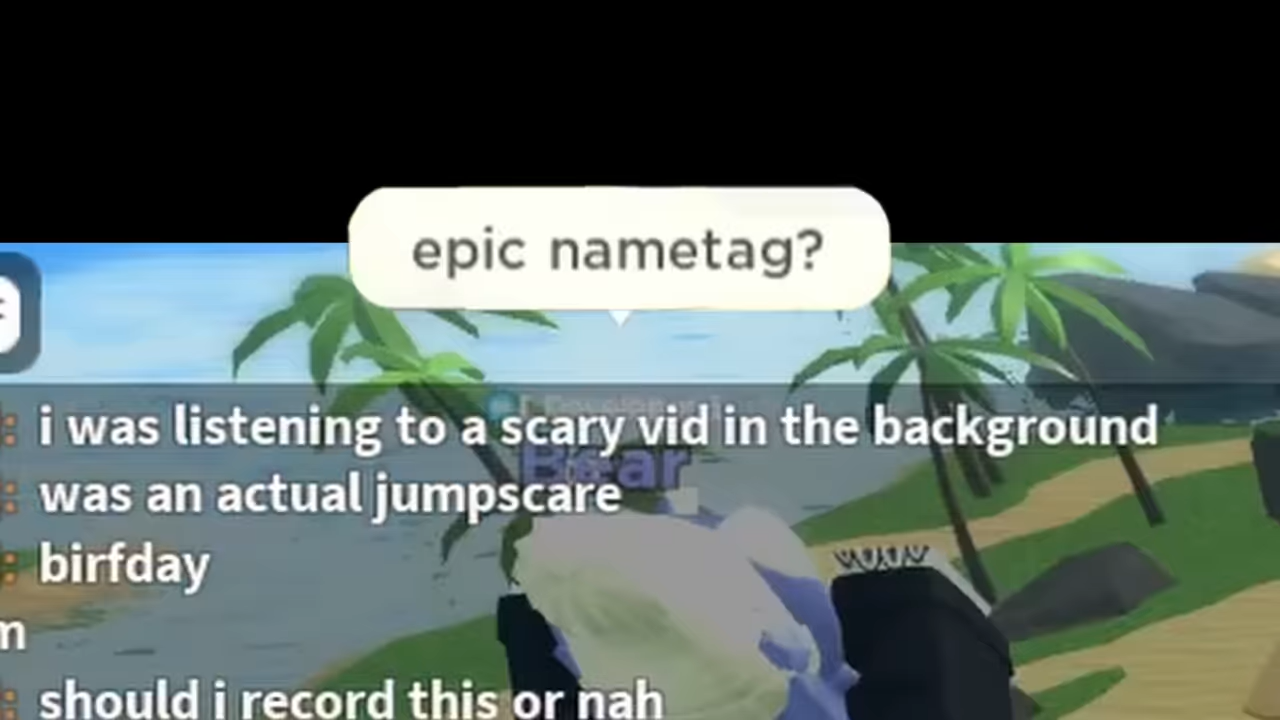 epic nametag?
: i was listening to a scary vid in the background
Bear
: was an actual jumpscare
: birfday
m
: should i record this or nah